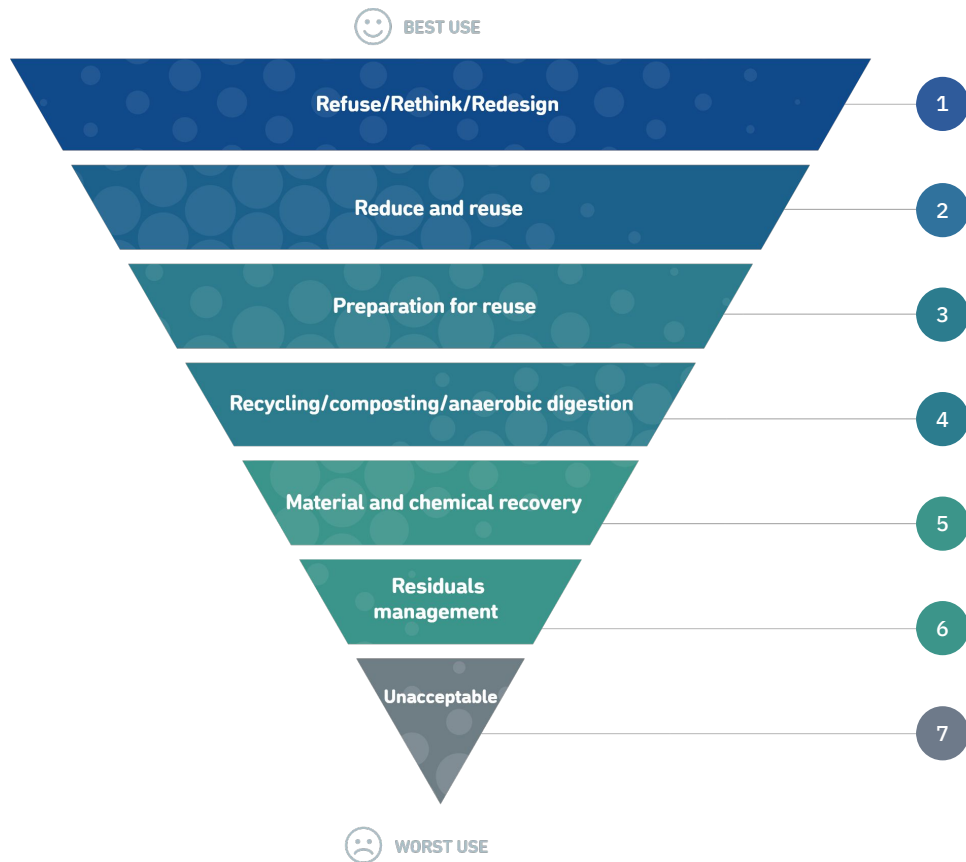 BEST USE
Refuse/Rethink/Redesign
1
Reduce and reuse
2
Preparation for reuse
3
Recycling/composting/anaerobic digestion
4
Material and chemical recovery
5
Residuals
management
6
Unacceptable
7
WORST USE